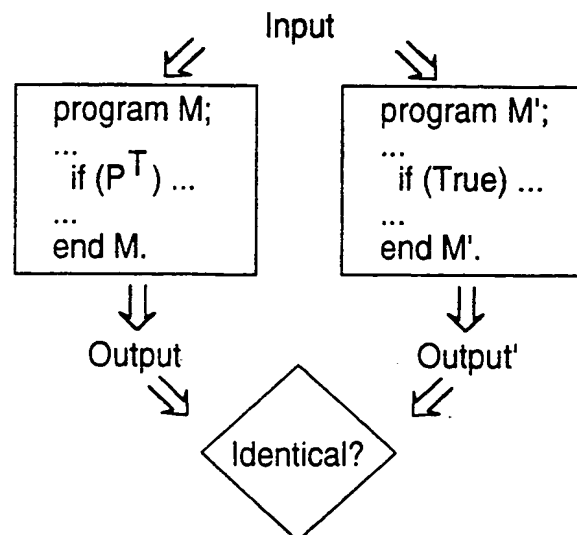 Input
program M;
...
if (P^T) ...
...
end M.
program M';
...
if (True) ...
...
end M'.
Output
Output'
Identical?